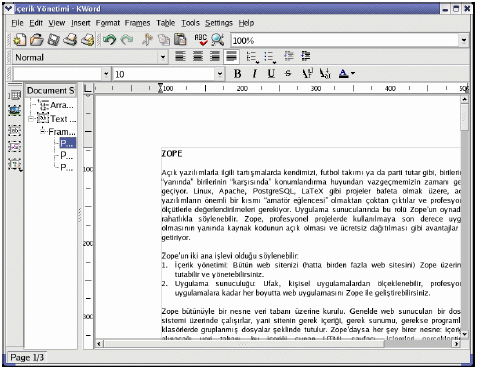 İçerik Yönetimi - KWord
File Edit View Insert Format Frames Table Tools Settings Help
ABC 100%
Normal
10 B I U S A
Document S
Arra...
Text ...
Fram...
P...
P...
P...
100 200 300 400 50
100
200
300
ZOPE
Açık yazılımlarla ilgili tartışmalarda kendimizi, futbol takımı ya da parti tutar gibi, birilerin
"yanında" birilerinin "karşısında" konumlandırma huyundan vazgeçmemizin zamanı ge
geçiyor. Linux, Apache, PostgreSQL, LaTeX gibi projeler bafeta olmak üzere, aç
yazılımların önemli bir kısmı "amatör eğlencesi" olmaktan çoktan çıktılar ve profesyor
ölçütlerle değerlendirilmeleri gerekiyor. Uygulama sunucularında bu rolü Zope'un oynad
rahatlıkla söylenebilir. Zope, profesyonel projelerde kullanılmaya son derece uyg
olmasının yanında kaynak kodunun açık olması ve ücretsiz dağıtılması gibi avantajlar
getiriyor.
Zope'un iki ana işlevi olduğu söylenebilir:
1. İçerik yönetimi: Bütün web sitenizi (hatta birden fazla web sitesini) Zope üzerin
tutabilir ve yönetebilirsiniz.
2. Uygulama sunuculuğu: Ufak, kişisel uygulamalardan ölçeklenebilir, profesyor
uygulamalara kadar her boyutta web uygulamasını Zope ile geliştirebilirsiniz.
Zope bütünüyle bir nesne veri tabanı üzerine kurulu. Genelde web sunucuları bir dos
sistemi üzerinde çalışırlar, yani sitenin gerek içeriği, gerek sunumu, gerekse programl
klasörlerde gruplanmış dosyalar şeklinde tutulur. Zope'daysa her şey birer nesne: içeriğ
Page 1/3